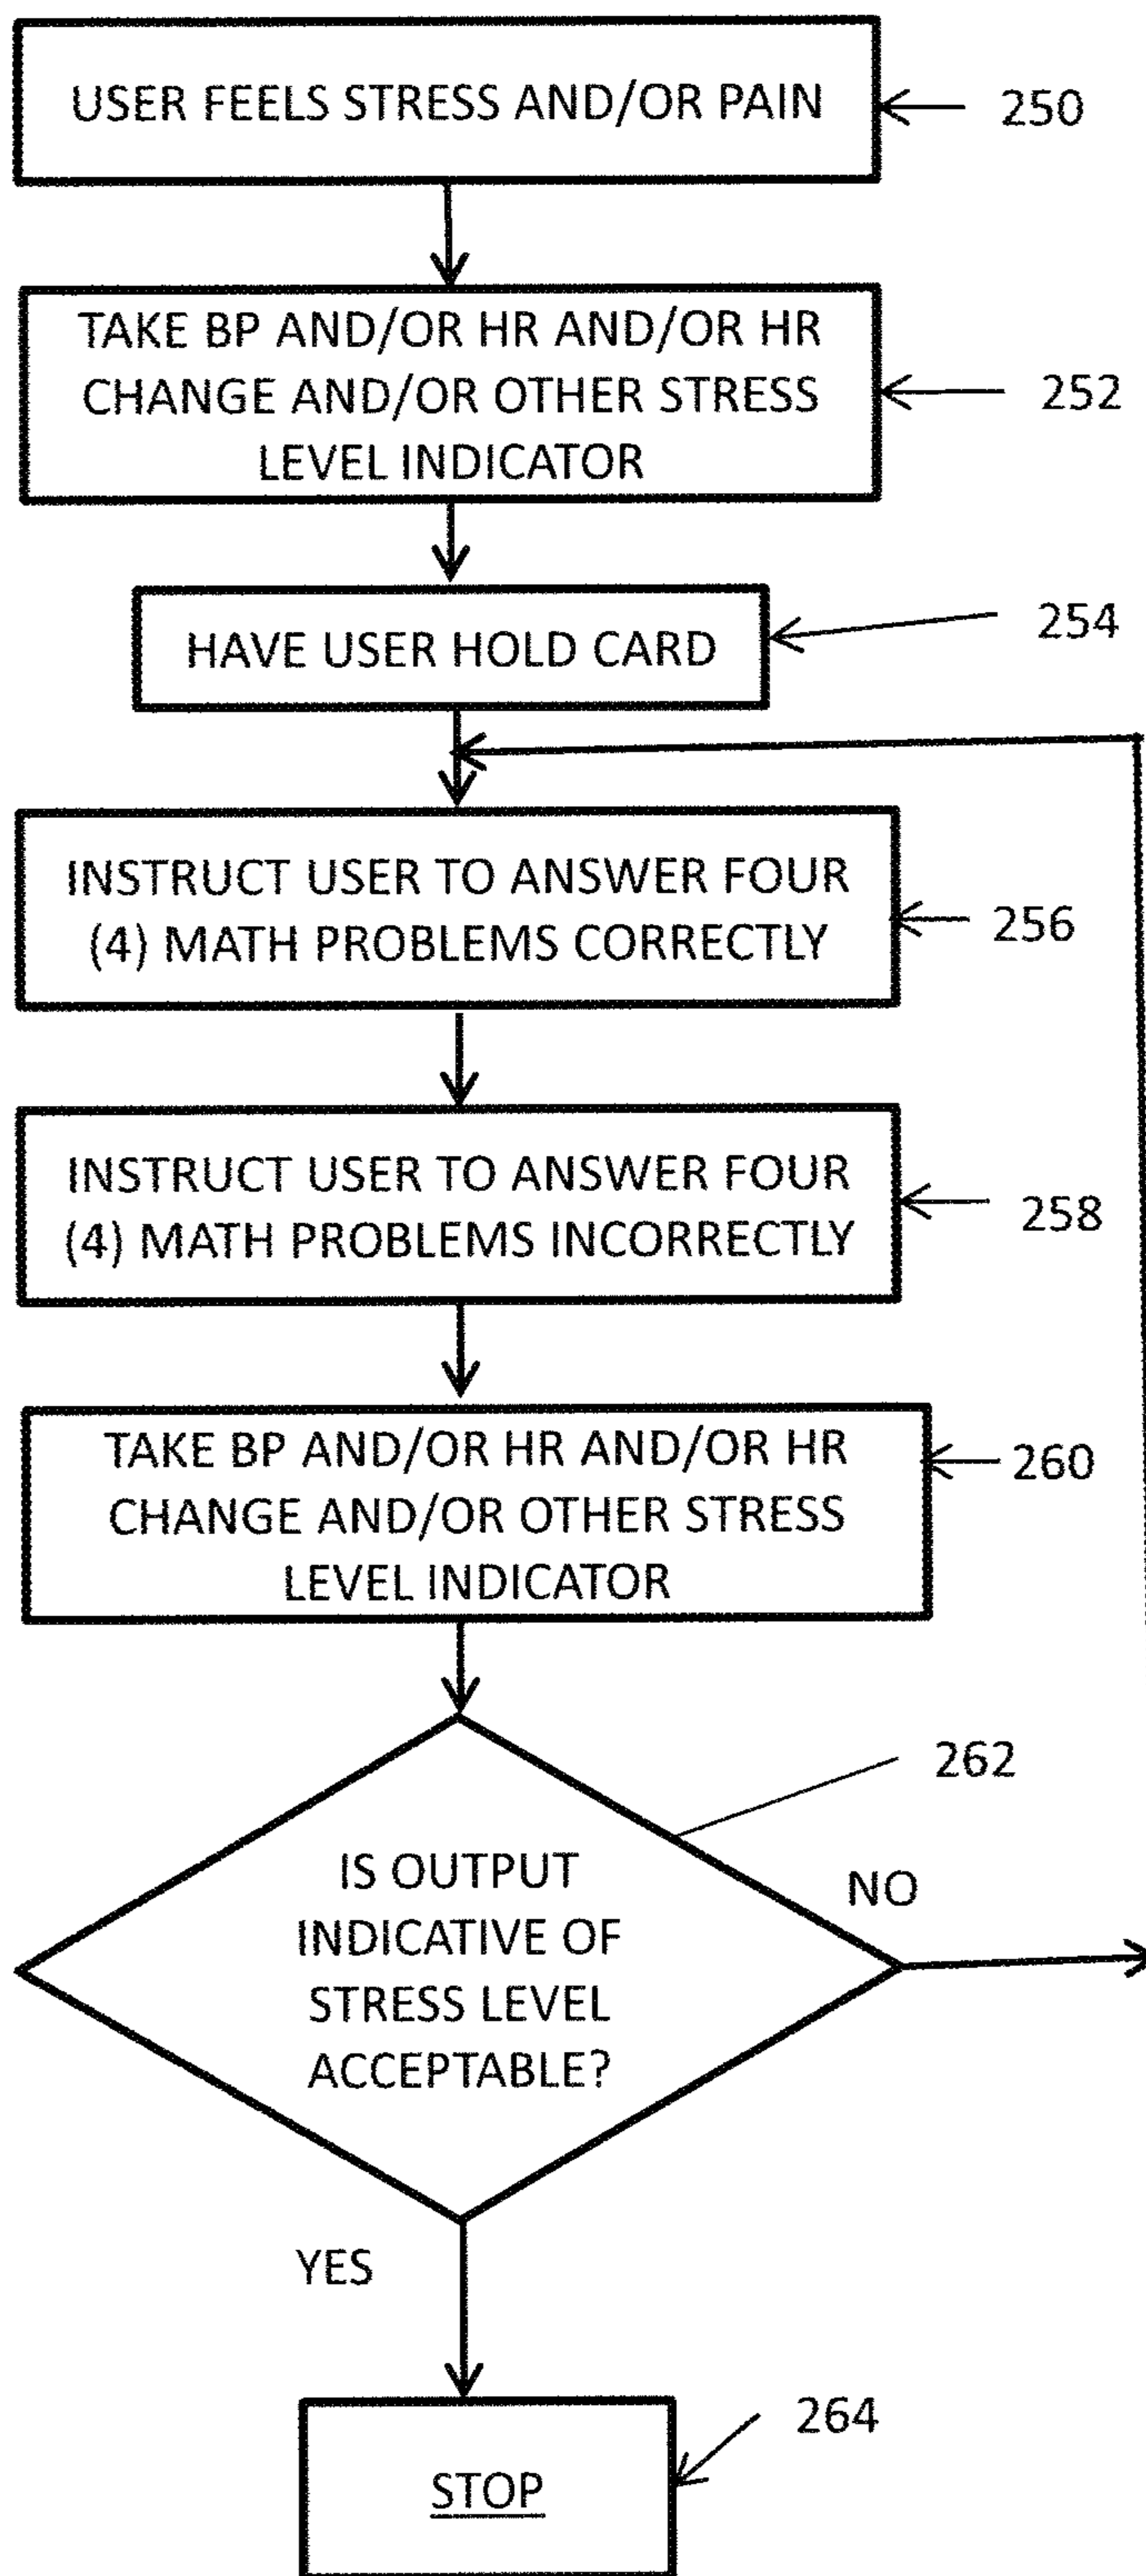 USER FEELS STRESS AND/OR PAIN
250
TAKE BP AND/OR HR AND/OR HR
CHANGE AND/OR OTHER STRESS
LEVEL INDICATOR
252
HAVE USER HOLD CARD
254
INSTRUCT USER TO ANSWER FOUR
(4) MATH PROBLEMS CORRECTLY
256
INSTRUCT USER TO ANSWER FOUR
(4) MATH PROBLEMS INCORRECTLY
258
TAKE BP AND/OR HR AND/OR HR
CHANGE AND/OR OTHER STRESS
LEVEL INDICATOR
260
262
IS OUTPUT
INDICATIVE OF
STRESS LEVEL
ACCEPTABLE?
NO
YES
264
STOP